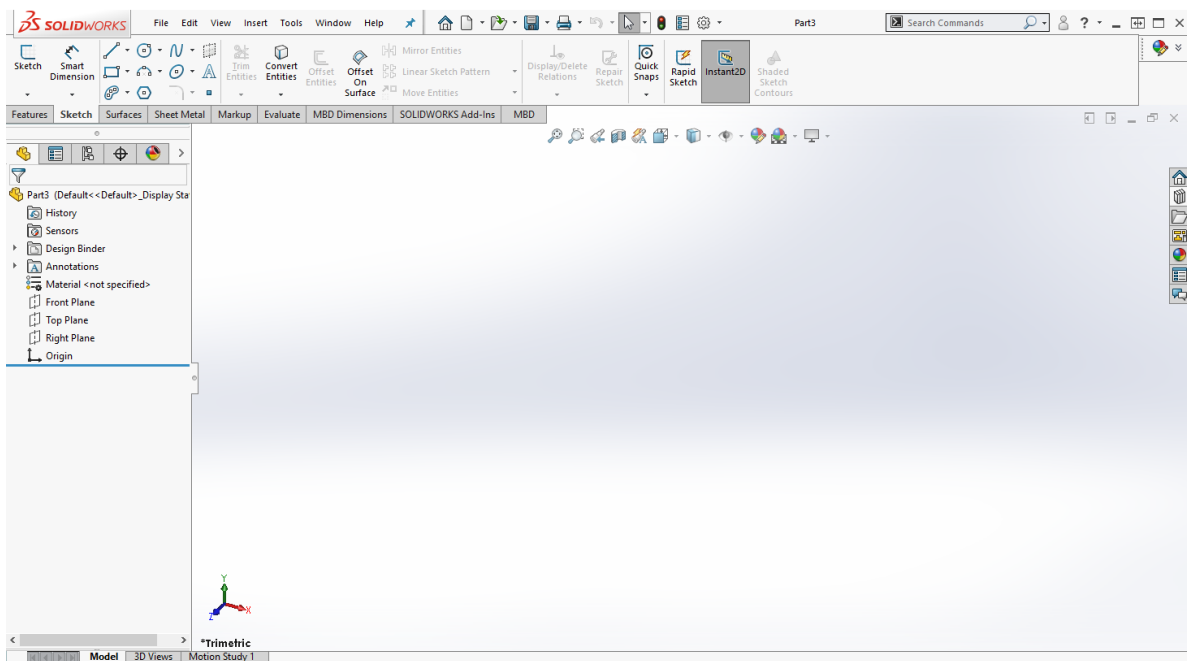 SOLIDWORKS File Edit View Insert Tools Window Help Part3 Search Commands ?
Sketch Smart Dimension Trim Entities Convert Entities Offset Entities Offset On Surface Mirror Entities Linear Sketch Pattern Move Entities Display/Delete Relations Repair Sketch Quick Snaps Rapid Sketch Instant2D Shaded Sketch Contours
Features Sketch Surfaces Sheet Metal Markup Evaluate MBD Dimensions SOLIDWORKS Add-Ins MBD
Part3 (Default<<Default>_Display Sta
History
Sensors
Design Binder
A Annotations
Material <not specified>
Front Plane
Top Plane
Right Plane
Origin
Y
X
Z
*Trimetric
Model 3D Views Motion Study 1